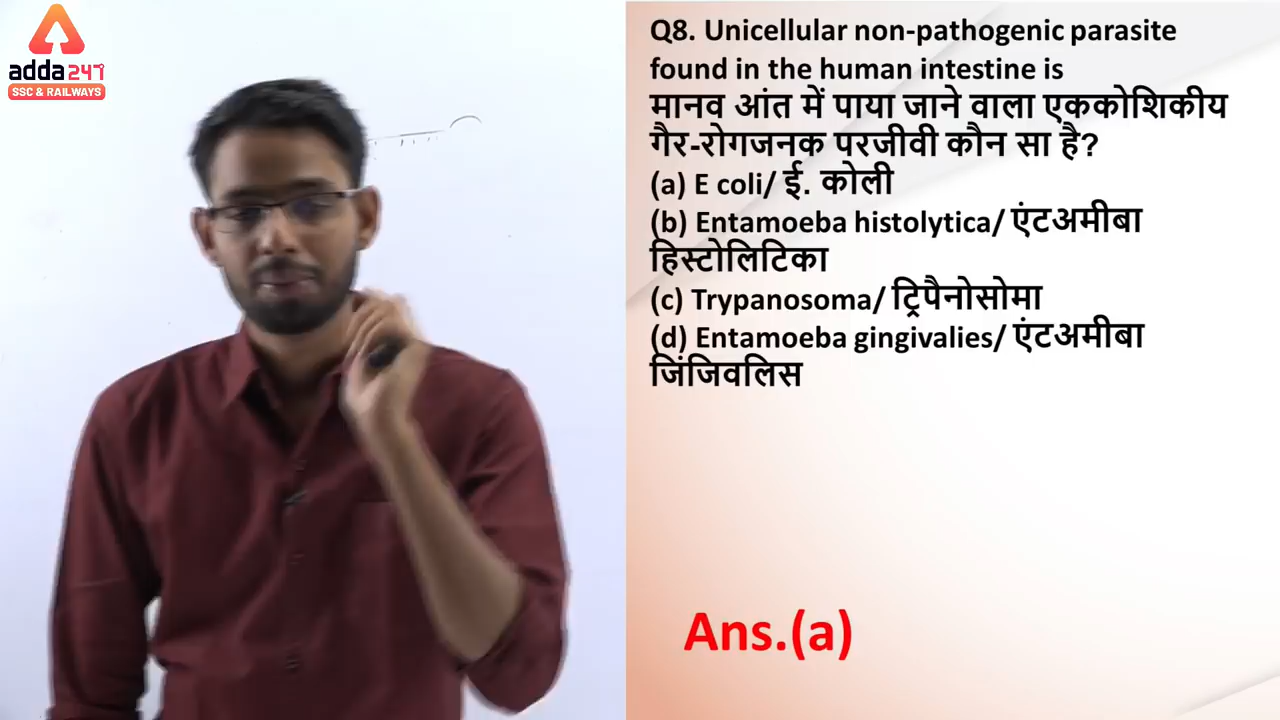 adda247
SSC & RAILWAYS
Q8. Unicellular non-pathogenic parasite
found in the human intestine is
मानव आंत में पाया जाने वाला एककोशिकीय
गैर-रोगजनक परजीवी कौन सा है?
(a) E coli/ ई. कोली
(b) Entamoeba histolytica/ एंटअमीबा
हिस्टोलिटिका
(c) Trypanosoma/ ट्रिपैनोसोमा
(d) Entamoeba gingivalies/ एंटअमीबा
जिंजिवलिस
Ans.(a)